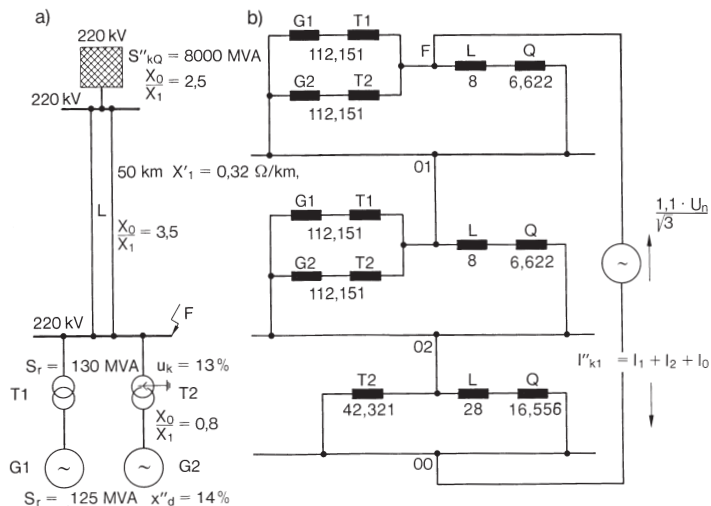 a)
220 kV
S"kQ = 8000 MVA
X0/X1 = 2,5
220 kV
50 km X'1 = 0,32 Ω/km,
L
X0/X1 = 3,5
F
220 kV
Sr = 130 MVA uk = 13%
T1 T2
X0/X1 = 0,8
G1 ~ ~ G2
Sr = 125 MVA x"d = 14%
b)
G1 T1
112,151
G2 T2
112,151
F L Q
8 6,622
01
G1 T1
112,151
G2 T2
112,151
L Q
8 6,622
02
T2 L Q
42,321 28 16,556
00
1,1 · Un
√3
~
I"k1 = I1 + I2 + I0